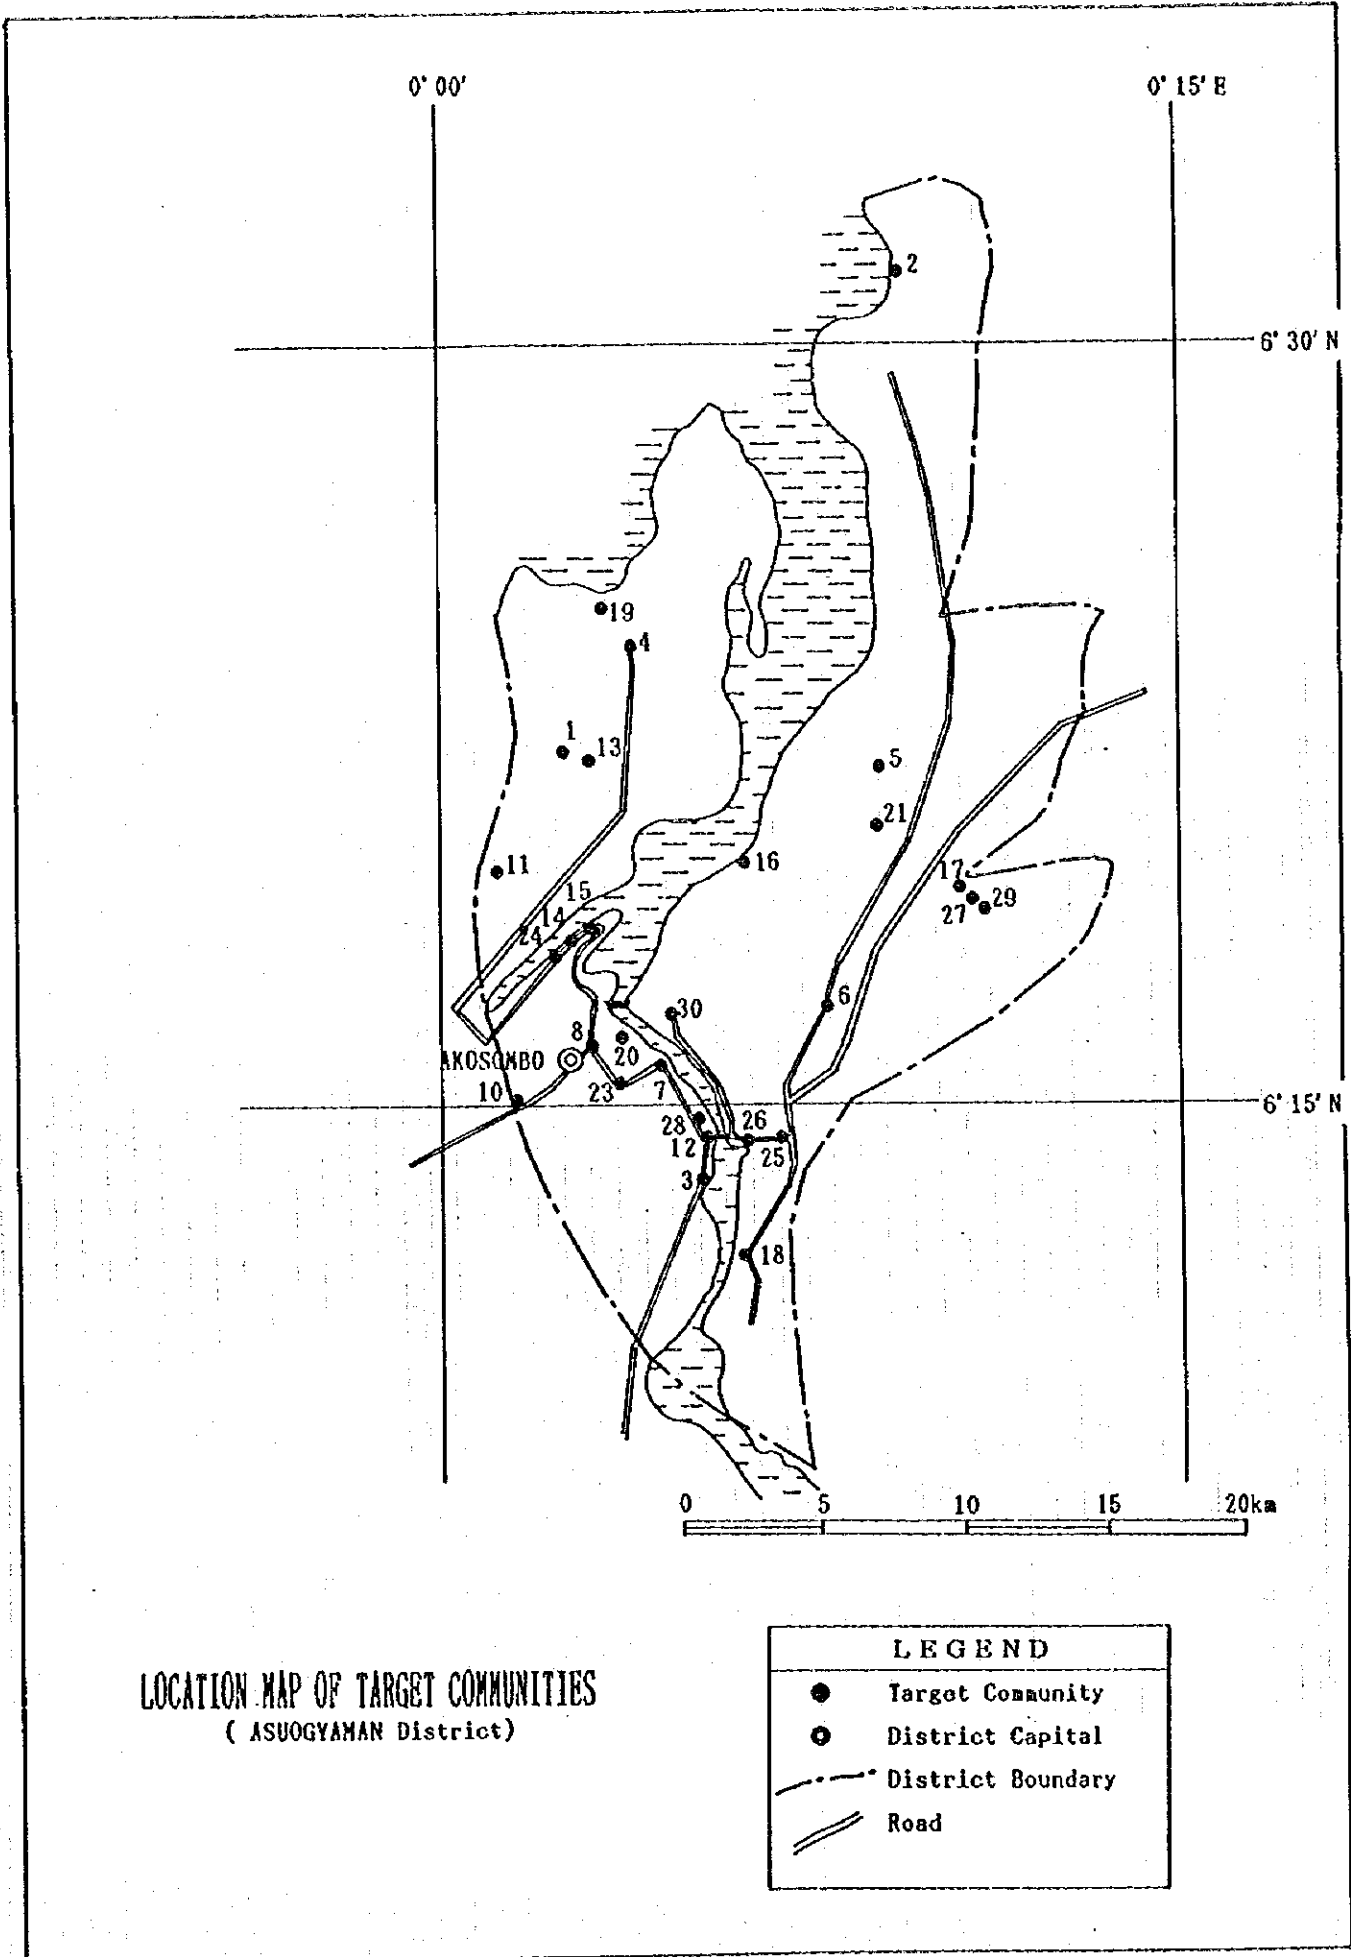 0° 00'
0° 15' E
2
6° 30' N
19
4
1
13
5
21
16
11
17
15
27
29
14
24
6
30
8
20
AKOSOMBO
10
23
7
6° 15' N
28
26
12
25
3
18
0 5 10 15 20km
LEGEND
Target Community
District Capital
District Boundary
Road
LOCATION MAP OF TARGET COMMUNITIES
( ASUOGYAMAN District)